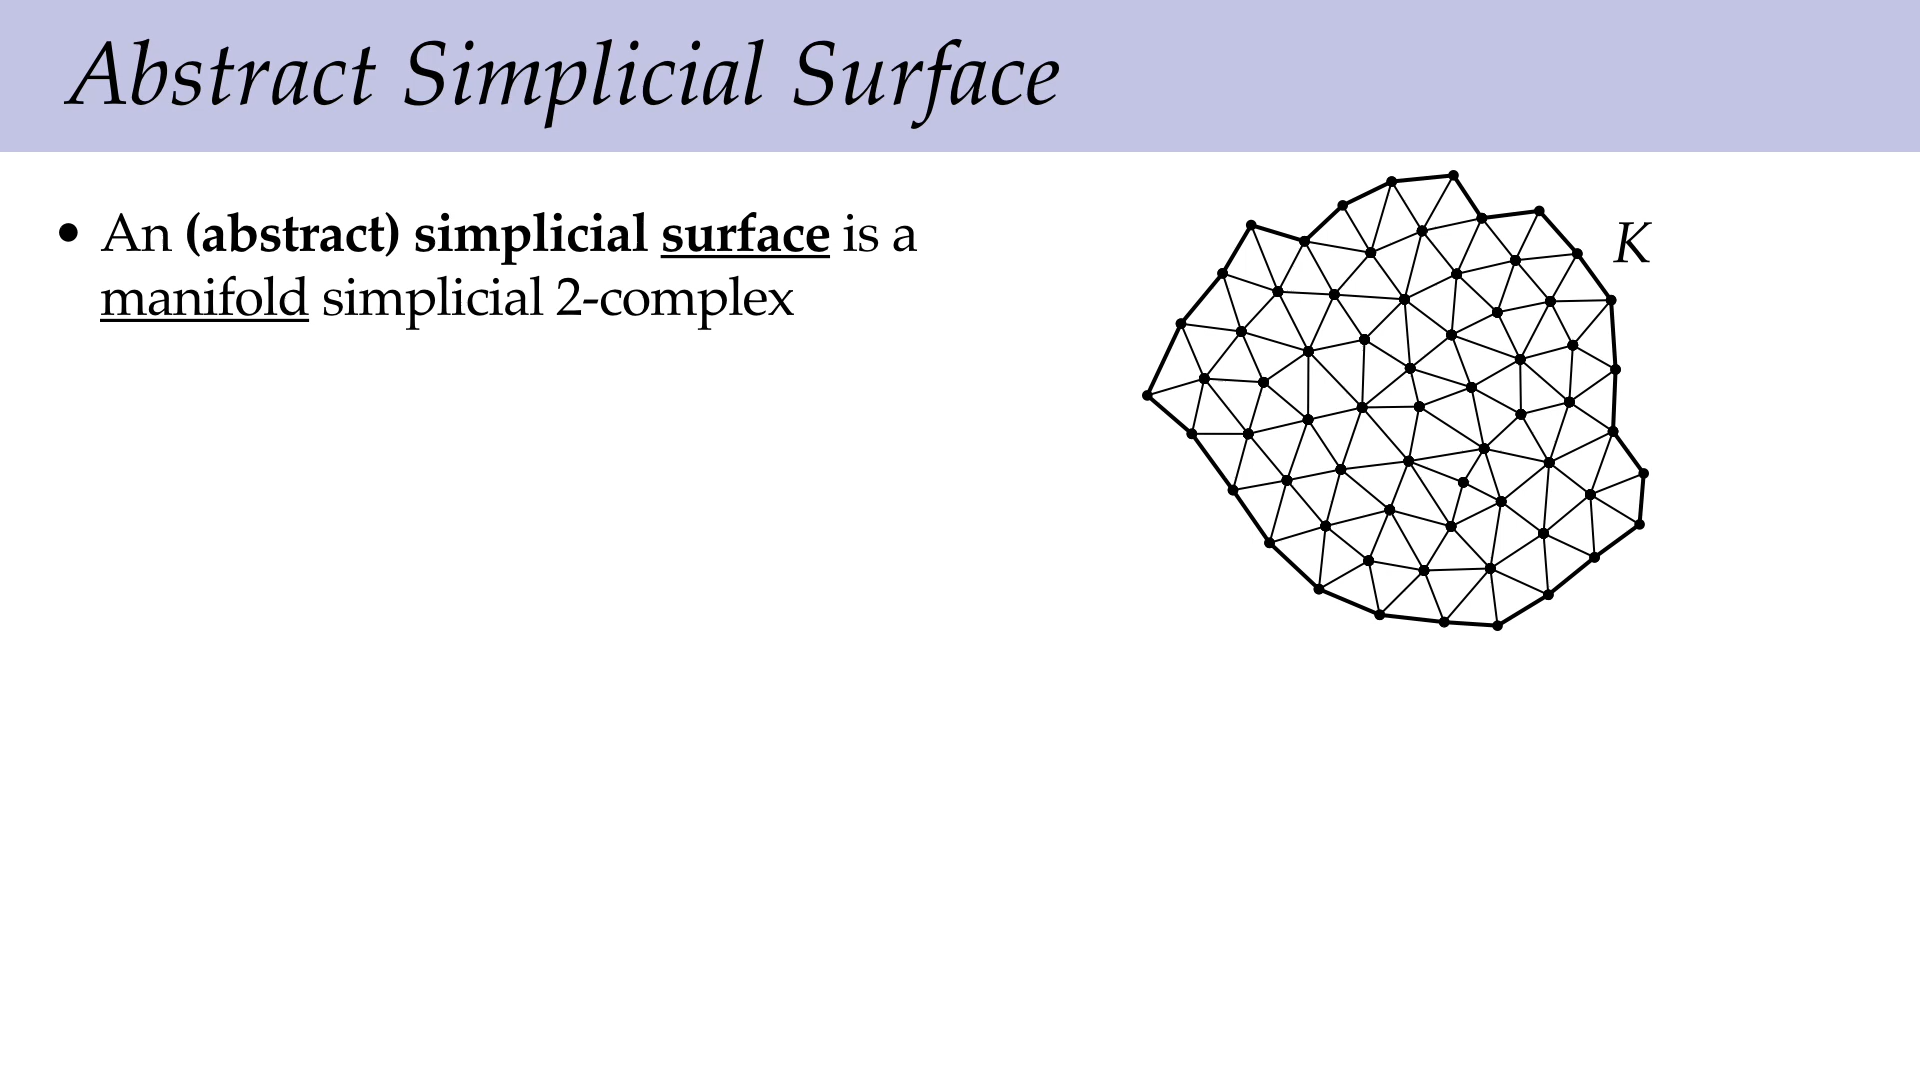 Abstract Simplicial Surface
• An (abstract) simplicial surface is a
manifold simplicial 2-complex
K